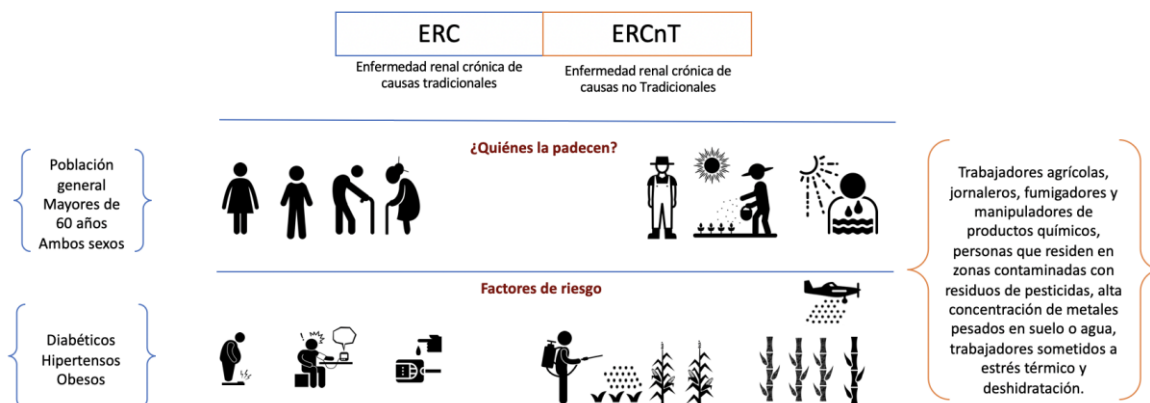 ERC
ERCnT
Enfermedad renal crónica de
causas tradicionales
Enfermedad renal crónica de
causas no Tradicionales
¿Quiénes la padecen?
Población
general
Mayores de
60 años
Ambos sexos
Trabajadores agrícolas,
jornaleros, fumigadores y
manipuladores de
productos químicos,
personas que residen en
zonas contaminadas con
residuos de pesticidas, alta
concentración de metales
pesados en suelo o agua,
trabajadores sometidos a
estrés térmico y
deshidratación.
Factores de riesgo
Diabéticos
Hipertensos
Obesos